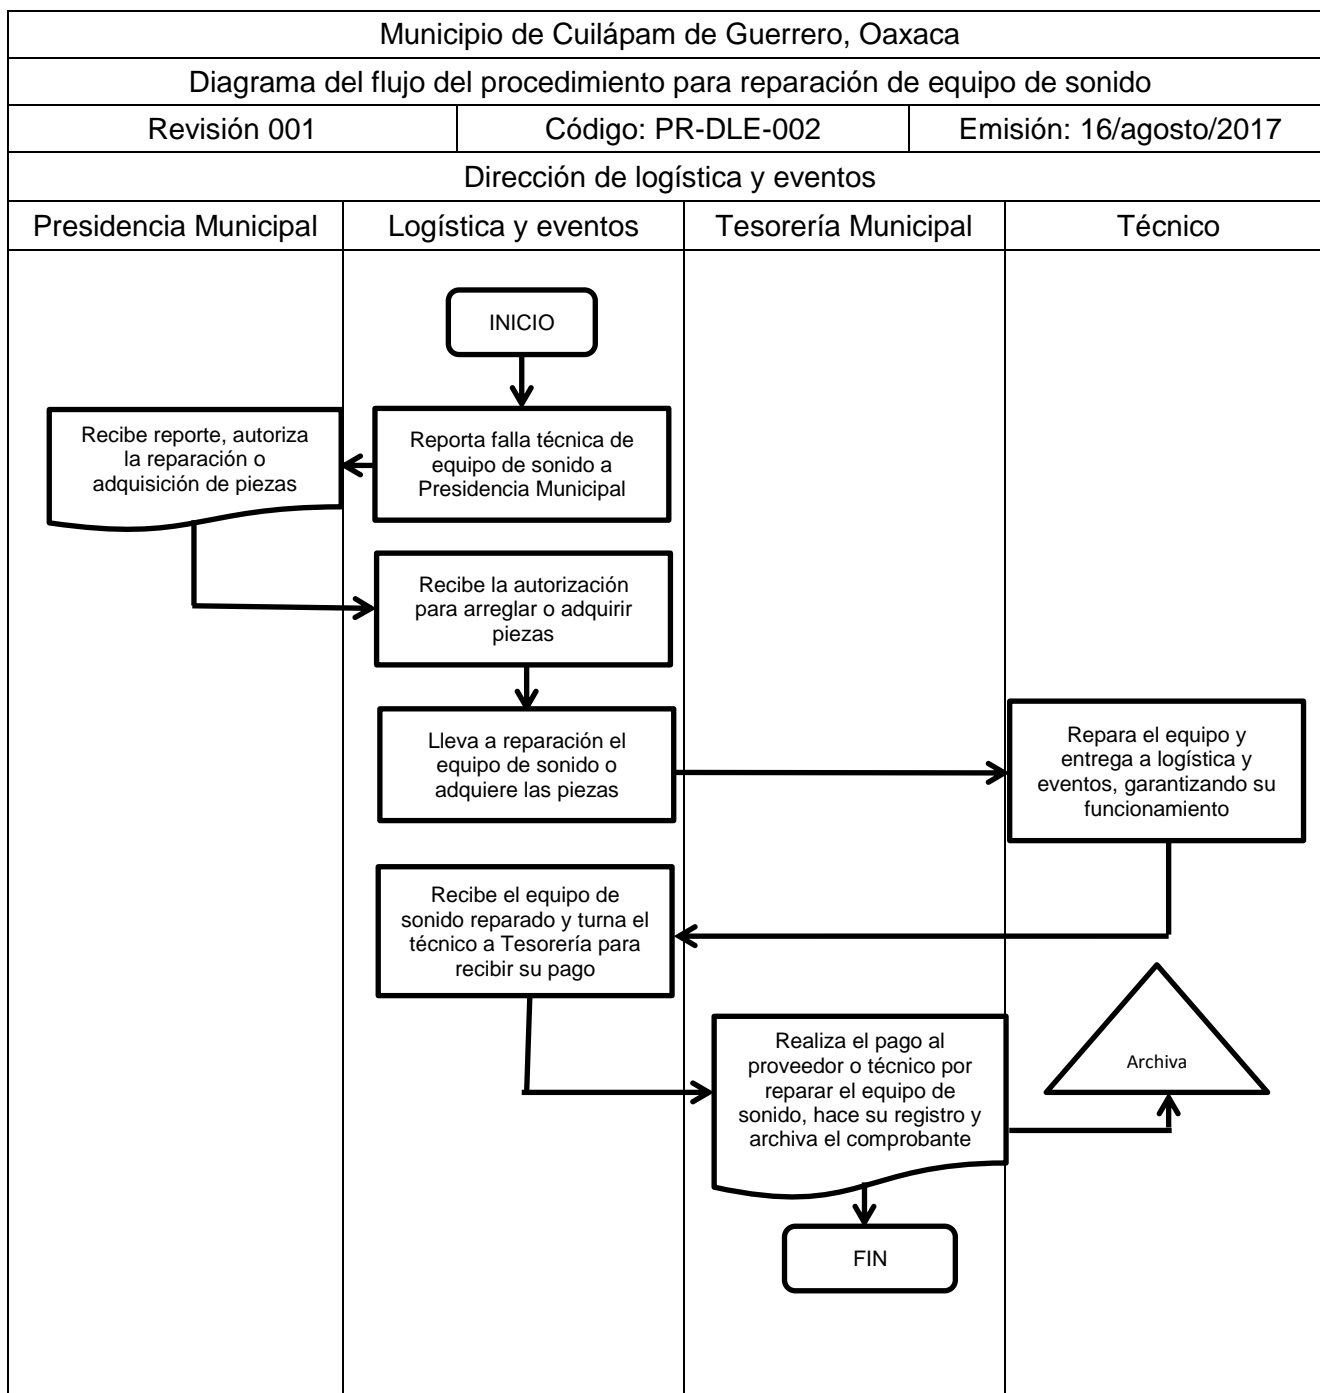 Municipio de Cuilápam de Guerrero, Oaxaca
Diagrama del flujo del procedimiento para reparación de equipo de sonido
Revisión 001
Código: PR-DLE-002
Emisión: 16/agosto/2017
Dirección de logística y eventos
Presidencia Municipal
Logística y eventos
Tesorería Municipal
Técnico
INICIO
Reporta falla técnica de
equipo de sonido a
Presidencia Municipal
Recibe reporte, autoriza
la reparación o
adquisición de piezas
Recibe la autorización
para arreglar o adquirir
piezas
Lleva a reparación el
equipo de sonido o
adquiere las piezas
Repara el equipo y
entrega a logística y
eventos, garantizando su
funcionamiento
Recibe el equipo de
sonido reparado y turna el
técnico a Tesorería para
recibir su pago
Realiza el pago al
proveedor o técnico por
reparar el equipo de
sonido, hace su registro y
archiva el comprobante
Archiva
FIN